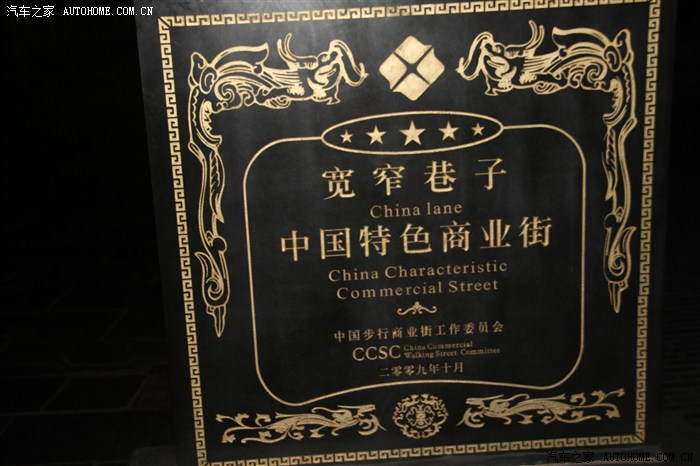 汽车之家 AUTOHOME.COM.CN
宽窄巷子
China lane
中国特色商业街
China Characteristic
Commercial Street
中国步行商业街工作委员会
CCSC China Commercial
Walking Street Committee
二零零九年十月
汽车之家 WWW.AUTOHOME.COM.CN